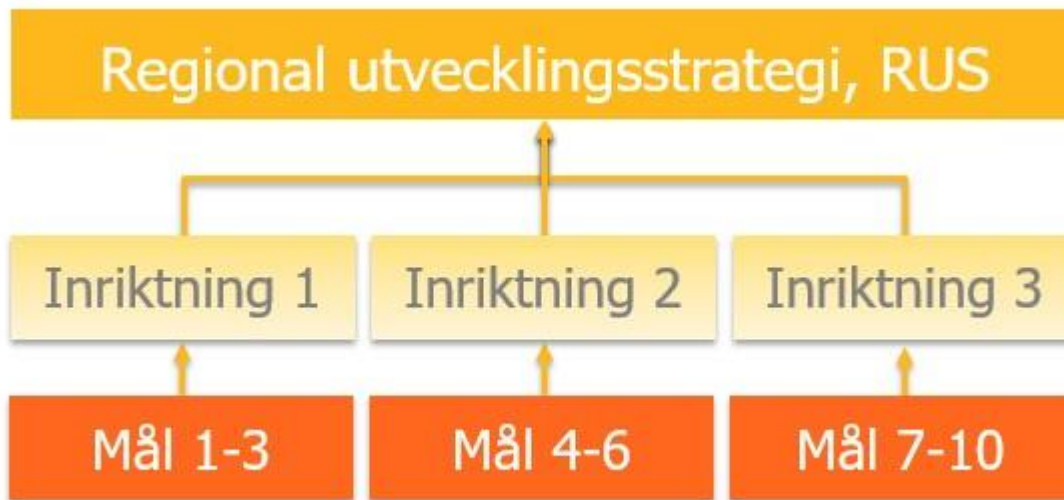 Regional utvecklingsstrategi, RUS
Inriktning 1
Inriktning 2
Inriktning 3
Mål 1-3
Mål 4-6
Mål 7-10